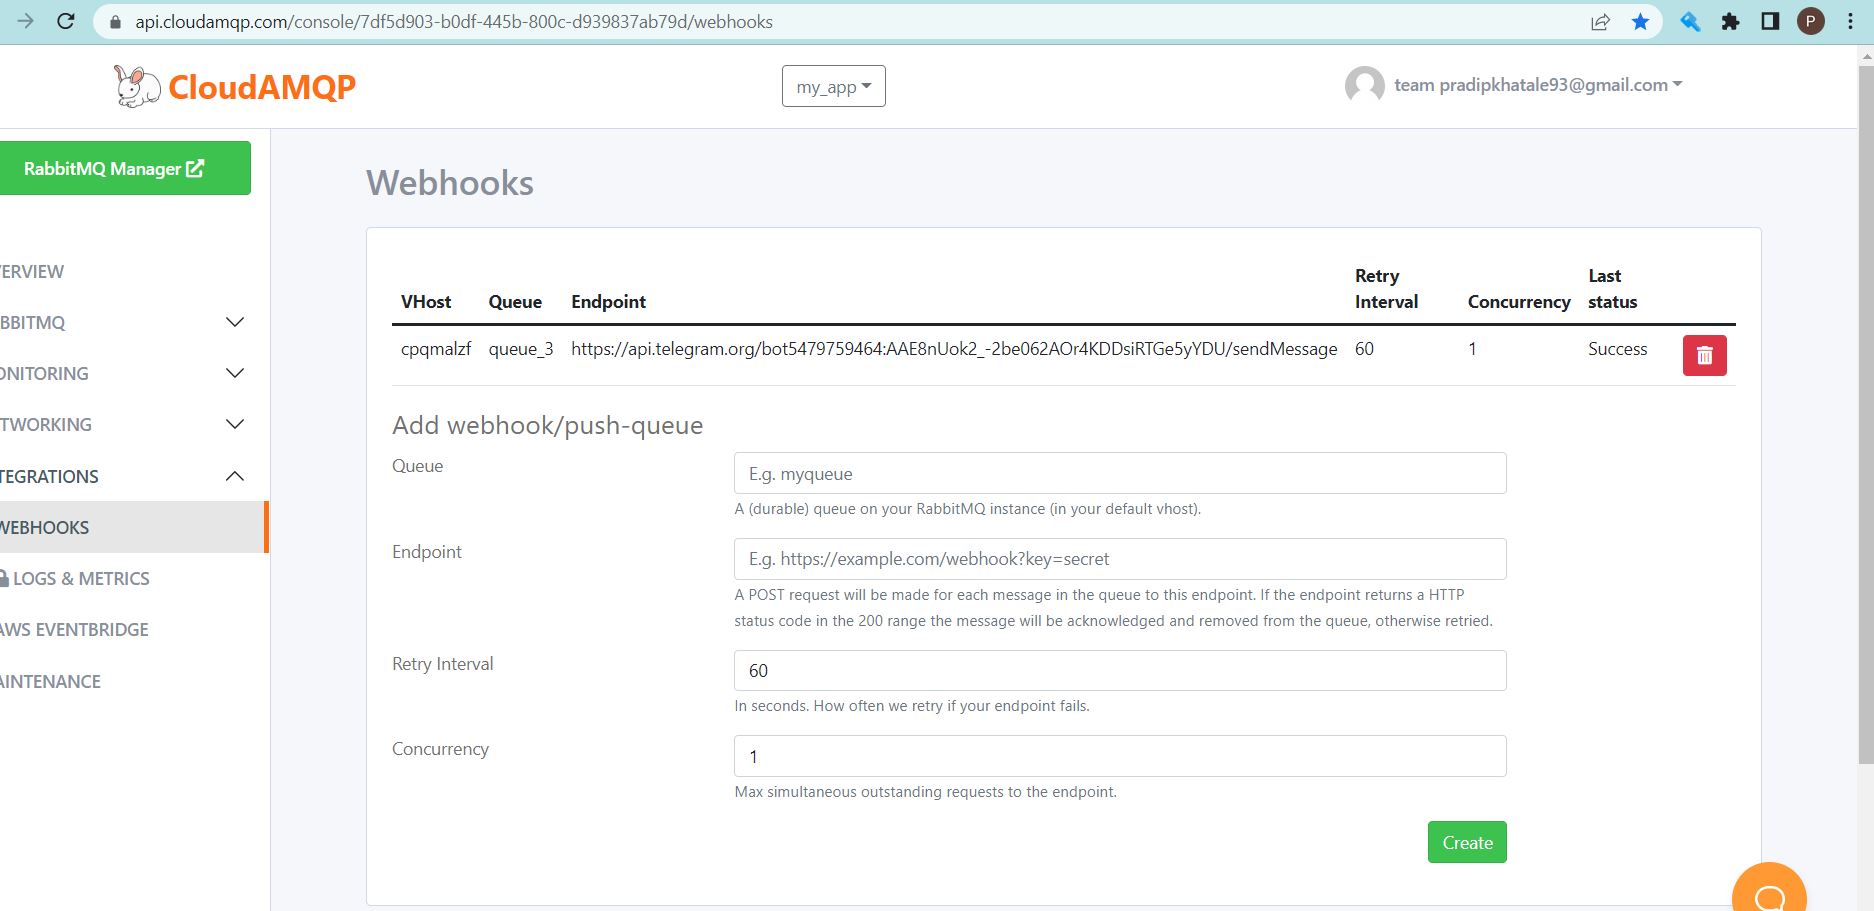 api.cloudamqp.com/console/7df5d903-b0df-445b-800c-d939837ab79d/webhooks
P
CloudAMQP
my_app
team pradipkhatale93@gmail.com
RabbitMQ Manager
ERVIEW
BBITMQ
ONITORING
TWORKING
TEGRATIONS
WEBHOOKS
LOGS & METRICS
AWS EVENTBRIDGE
AINTENANCE
Webhooks
VHost Queue Endpoint Retry Interval Concurrency Last status
cpqmalzf queue_3 https://api.telegram.org/bot5479759464:AAE8nUok2_-2be062AOr4KDDsiRTGe5yYDU/sendMessage 60 1 Success
Add webhook/push-queue
Queue
E.g. myqueue
A (durable) queue on your RabbitMQ instance (in your default vhost).
Endpoint
E.g. https://example.com/webhook?key=secret
A POST request will be made for each message in the queue to this endpoint. If the endpoint returns a HTTP
status code in the 200 range the message will be acknowledged and removed from the queue, otherwise retried.
Retry Interval
60
In seconds. How often we retry if your endpoint fails.
Concurrency
1
Max simultaneous outstanding requests to the endpoint.
Create